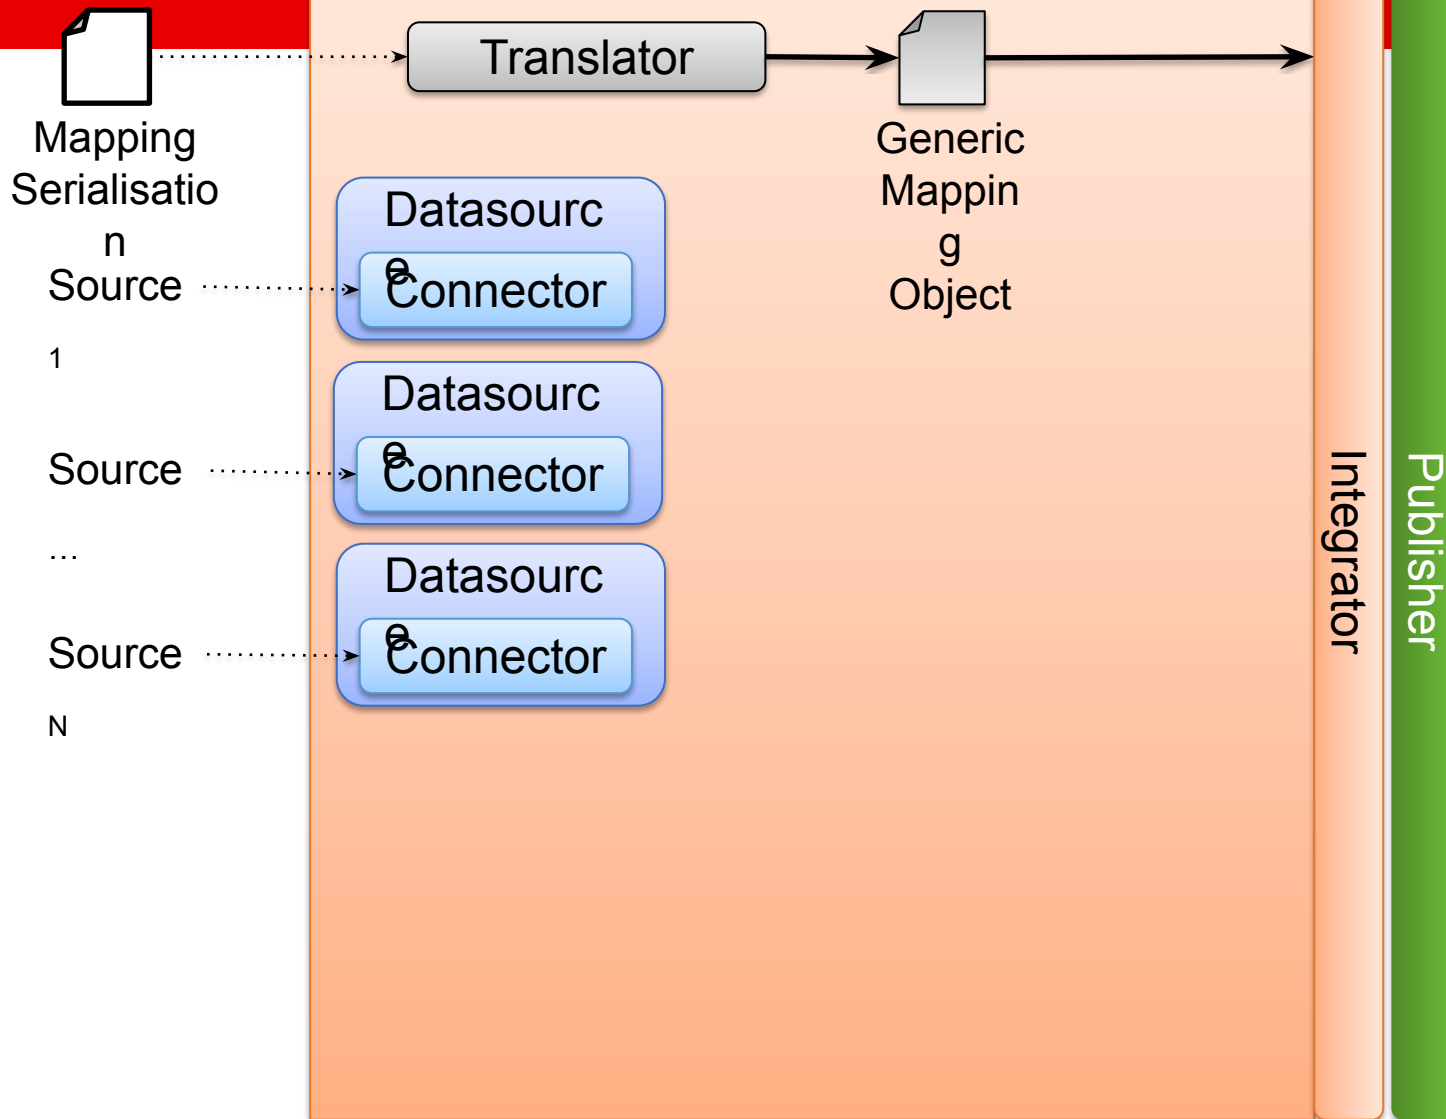 Translator
Mapping
Serialisatio
n
Generic
Mappin
g
Object
Datasourc
e
Connector
Source
1
Datasourc
e
Connector
Source
...
Datasourc
e
Connector
Source
N
Integrator
Publisher